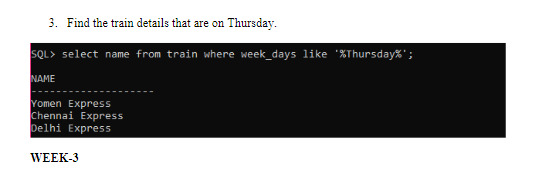 3. Find the train details that are on Thursday.
SQL> select name from train where week_days like '%Thursday%';
NAME
--------------------
Yomen Express
Chennai Express
Delhi Express
WEEK-3